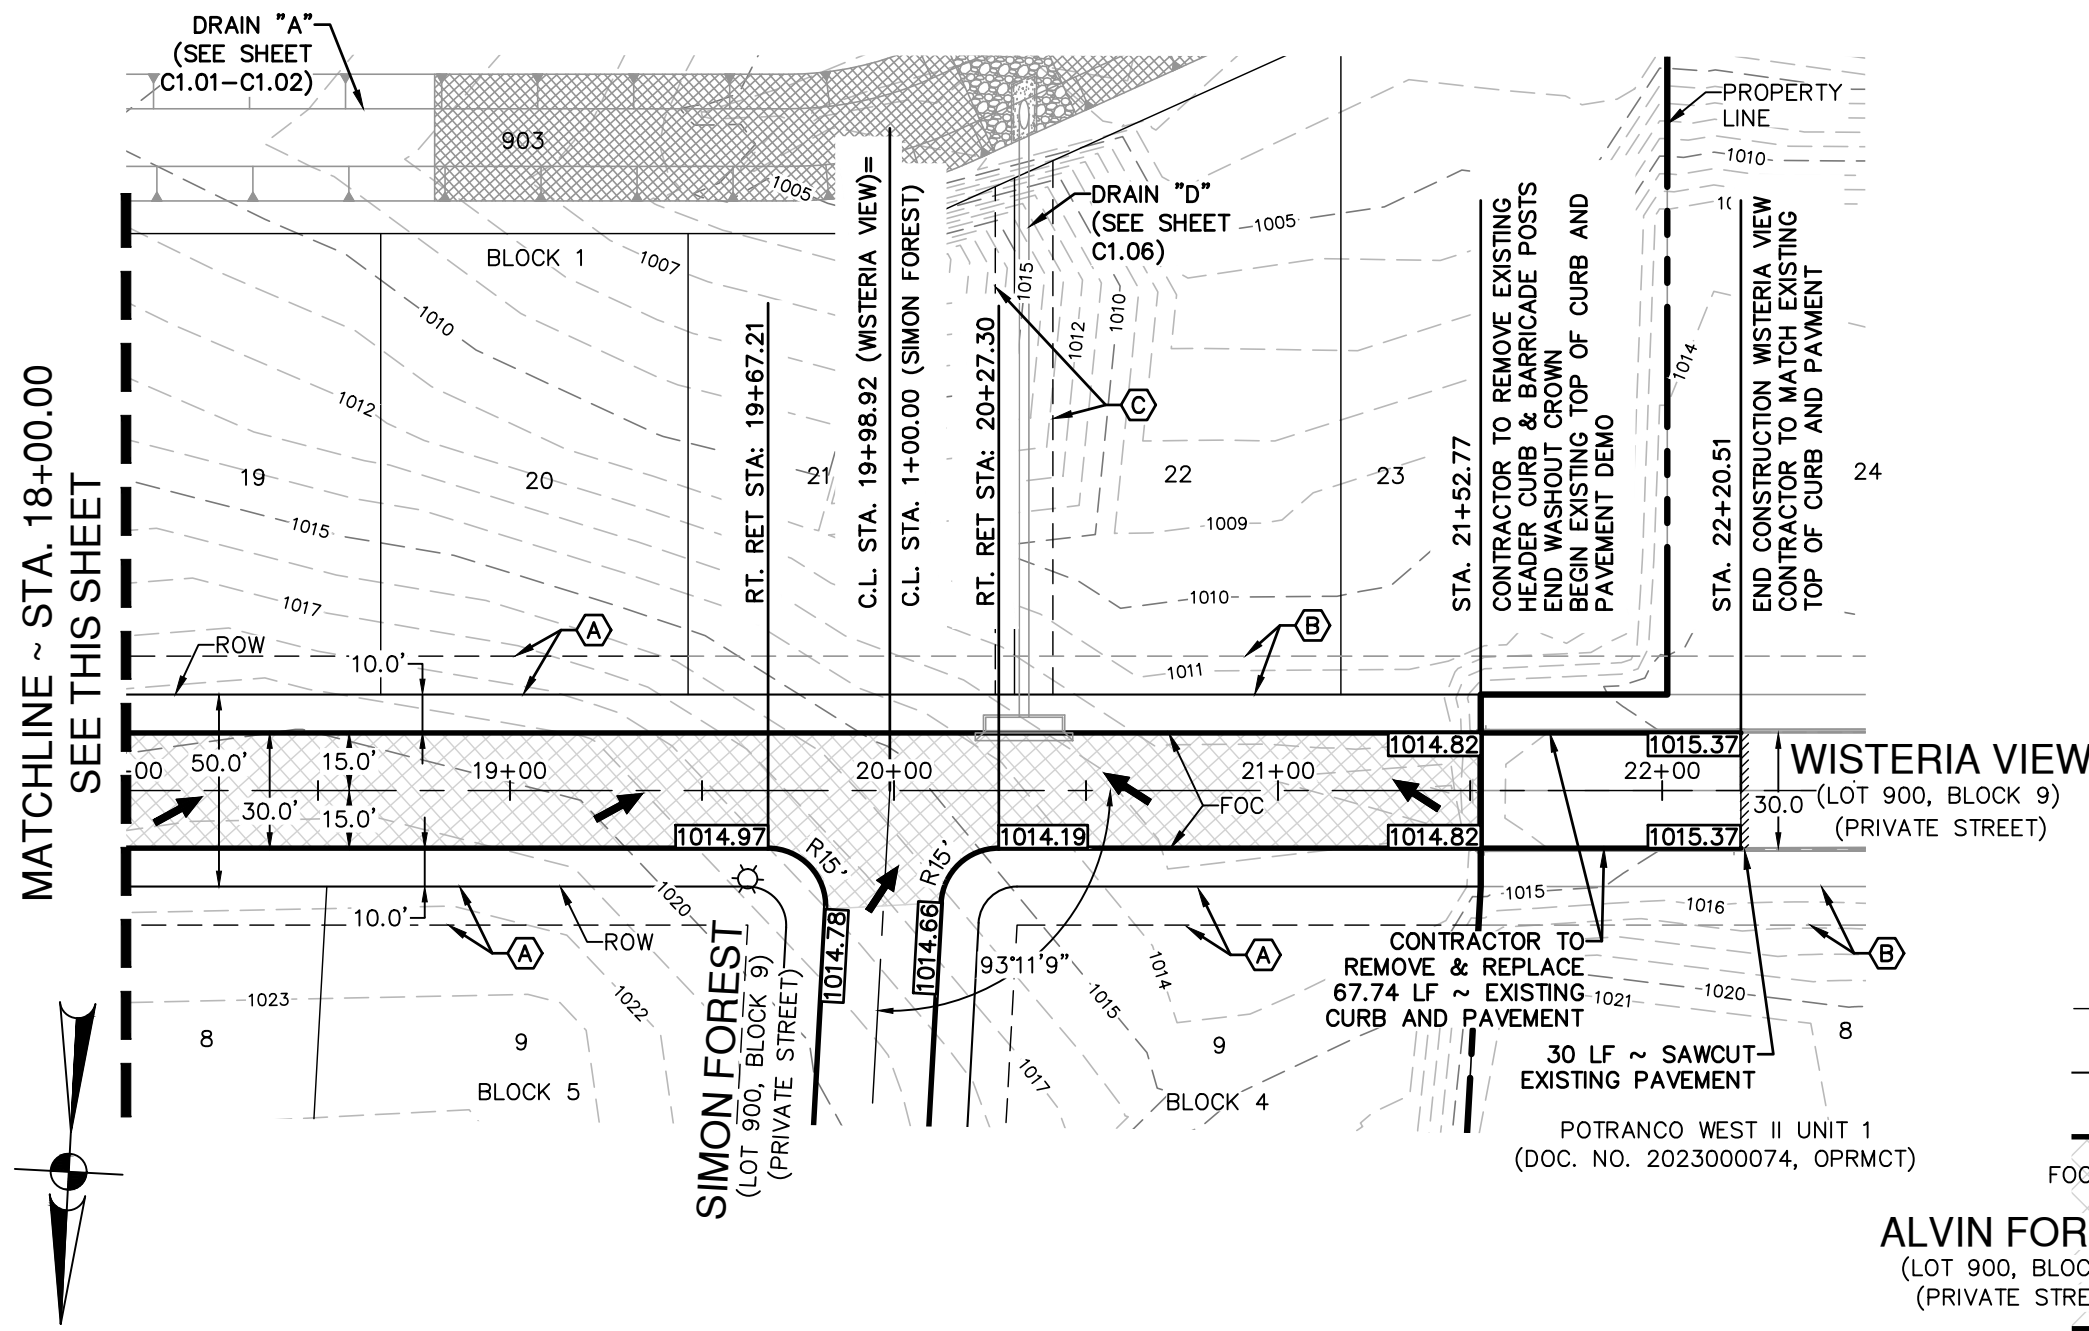 DRAIN "A"
(SEE SHEET
C1.01-C1.02)
903
1005
BLOCK 1
1007
1010
1012
1015
1017
19
20
21
22
23
24
MATCHLINE ~ STA. 18+00.00
SEE THIS SHEET
RT. RET STA: 19+67.21
C.L. STA. 19+98.92 (WISTERIA VIEW)=
C.L. STA. 1+00.00 (SIMON FOREST)
RT. RET STA: 20+27.30
DRAIN "D"
(SEE SHEET
C1.06)
1015
1012
1010
1005
C
1009
1010
1011
PROPERTY
LINE
1010
1014
STA. 21+52.77
CONTRACTOR TO REMOVE EXISTING
HEADER CURB & BARRICADE POSTS
END WASHOUT CROWN
BEGIN EXISTING TOP OF CURB AND
PAVEMENT DEMO
STA. 22+20.51
END CONSTRUCTION WISTERIA VIEW
CONTRACTOR TO MATCH EXISTING
TOP OF CURB AND PAVMENT
ROW
A
B
10.0'
50.0'
30.0'
15.0'
15.0'
10.0'
-00
19+00
20+00
21+00
22+00
1014.82
1015.37
1014.97
1014.19
1014.82
1015.37
FOC
30.0
WISTERIA VIEW
(LOT 900, BLOCK 9)
(PRIVATE STREET)
R15'
R15'
1014.78
1014.66
1020
93°11'9"
ROW
A
A
B
1023
1022
1015
1014
1017
1015
1016
1020
1021
8
9
BLOCK 5
SIMON FOREST
(LOT 900, BLOCK 9)
(PRIVATE STREET)
9
BLOCK 4
8
CONTRACTOR TO
REMOVE & REPLACE
67.74 LF ~ EXISTING
CURB AND PAVEMENT
30 LF ~ SAWCUT
EXISTING PAVEMENT
POTRANCO WEST II UNIT 1
(DOC. NO. 2023000074, OPRMCT)
FOC
ALVIN FOR
(LOT 900, BLOC
(PRIVATE STRE